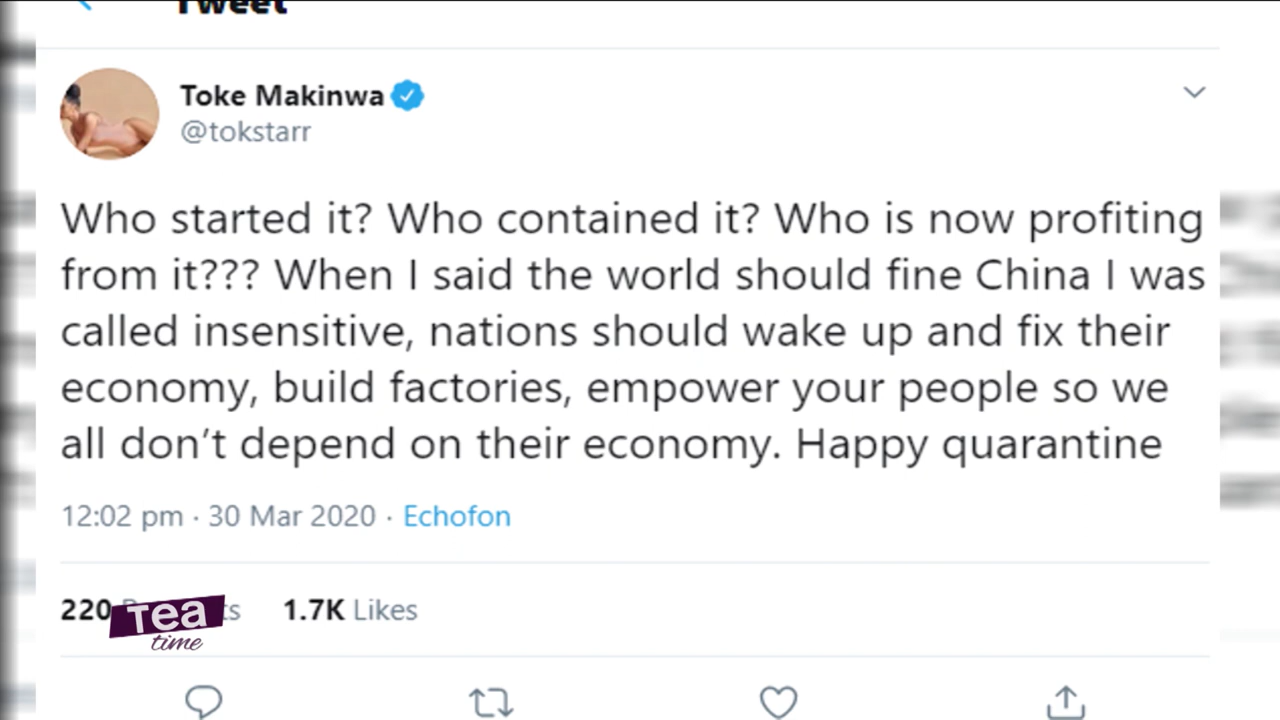 Tweet
Toke Makinwa
@tokstarr
Who started it? Who contained it? Who is now profiting
from it??? When I said the world should fine China I was
called insensitive, nations should wake up and fix their
economy, build factories, empower your people so we
all don't depend on their economy. Happy quarantine
12:02 pm · 30 Mar 2020 · Echofon
220 1.7K Likes
Tea
time